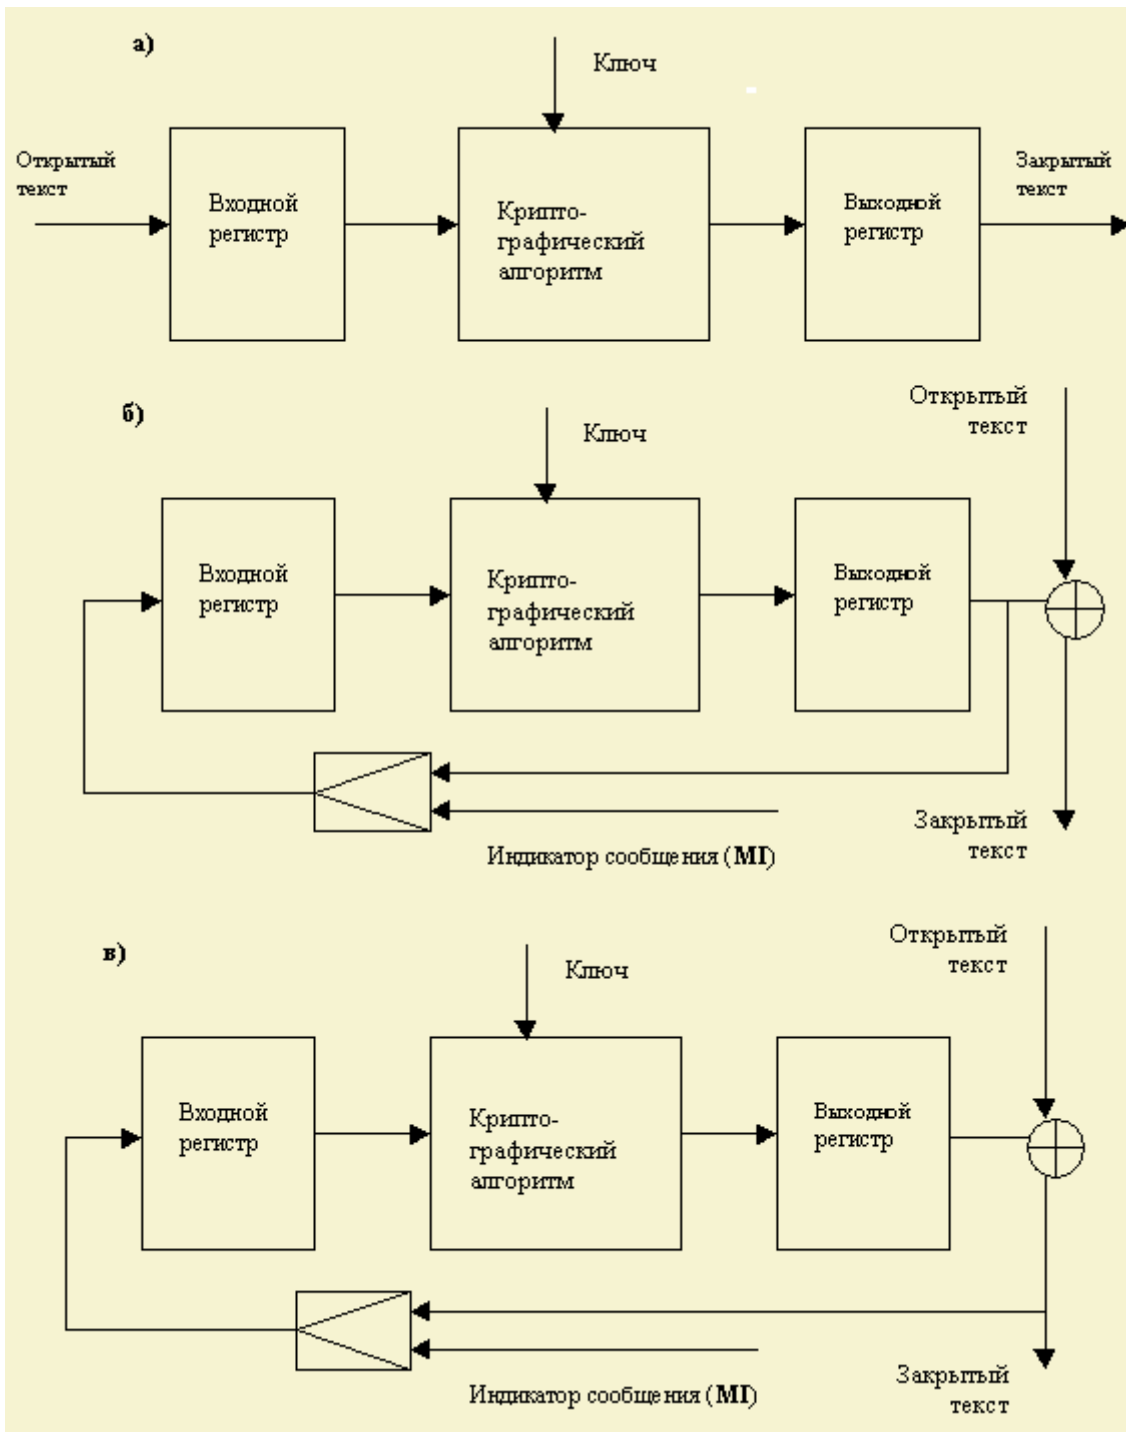 а)
Ключ
Открытый
текст
Входной
регистр
Крипто-
графический
алгоритм
Выходной
регистр
Закрытый
текст
б)
Ключ
Открытый
текст
Входной
регистр
Крипто-
графический
алгоритм
Выходной
регистр
Индикатор сообщения (MI)
Закрытый
текст
в)
Ключ
Открытый
текст
Входной
регистр
Крипто-
графический
алгоритм
Выходной
регистр
Индикатор сообщения (MI)
Закрытый
текст